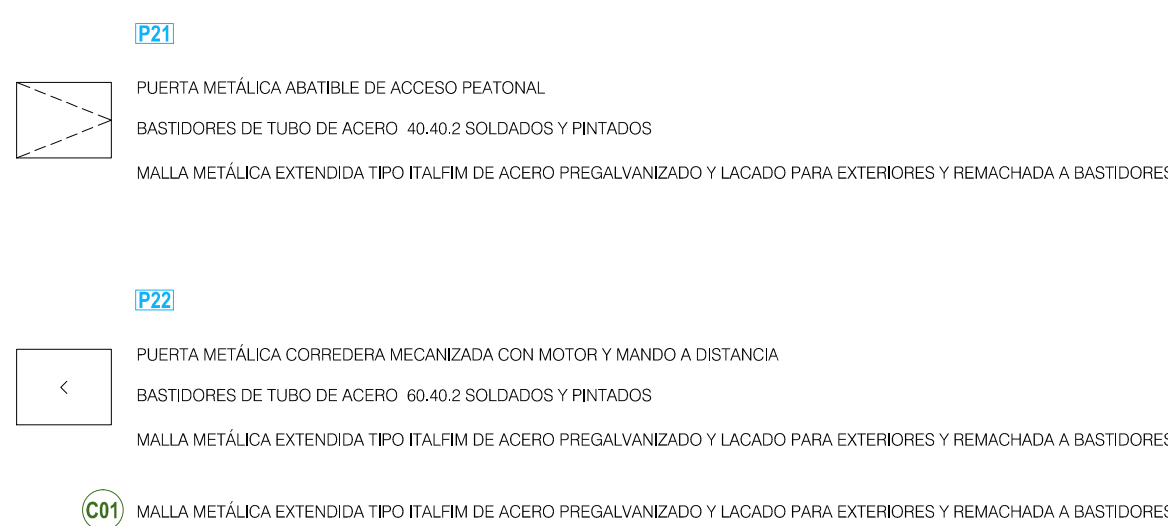 P21
PUERTA METÁLICA ABATIBLE DE ACCESO PEATONAL
BASTIDORES DE TUBO DE ACERO 40.40.2 SOLDADOS Y PINTADOS
MALLA METÁLICA EXTENDIDA TIPO ITALFIM DE ACERO PREGALVANIZADO Y LACADO PARA EXTERIORES Y REMACHADA A BASTIDORES
P22
PUERTA METÁLICA CORREDERA MECANIZADA CON MOTOR Y MANDO A DISTANCIA
BASTIDORES DE TUBO DE ACERO 60.40.2 SOLDADOS Y PINTADOS
MALLA METÁLICA EXTENDIDA TIPO ITALFIM DE ACERO PREGALVANIZADO Y LACADO PARA EXTERIORES Y REMACHADA A BASTIDORES
C01 MALLA METÁLICA EXTENDIDA TIPO ITALFIM DE ACERO PREGALVANIZADO Y LACADO PARA EXTERIORES Y REMACHADA A BASTIDORES